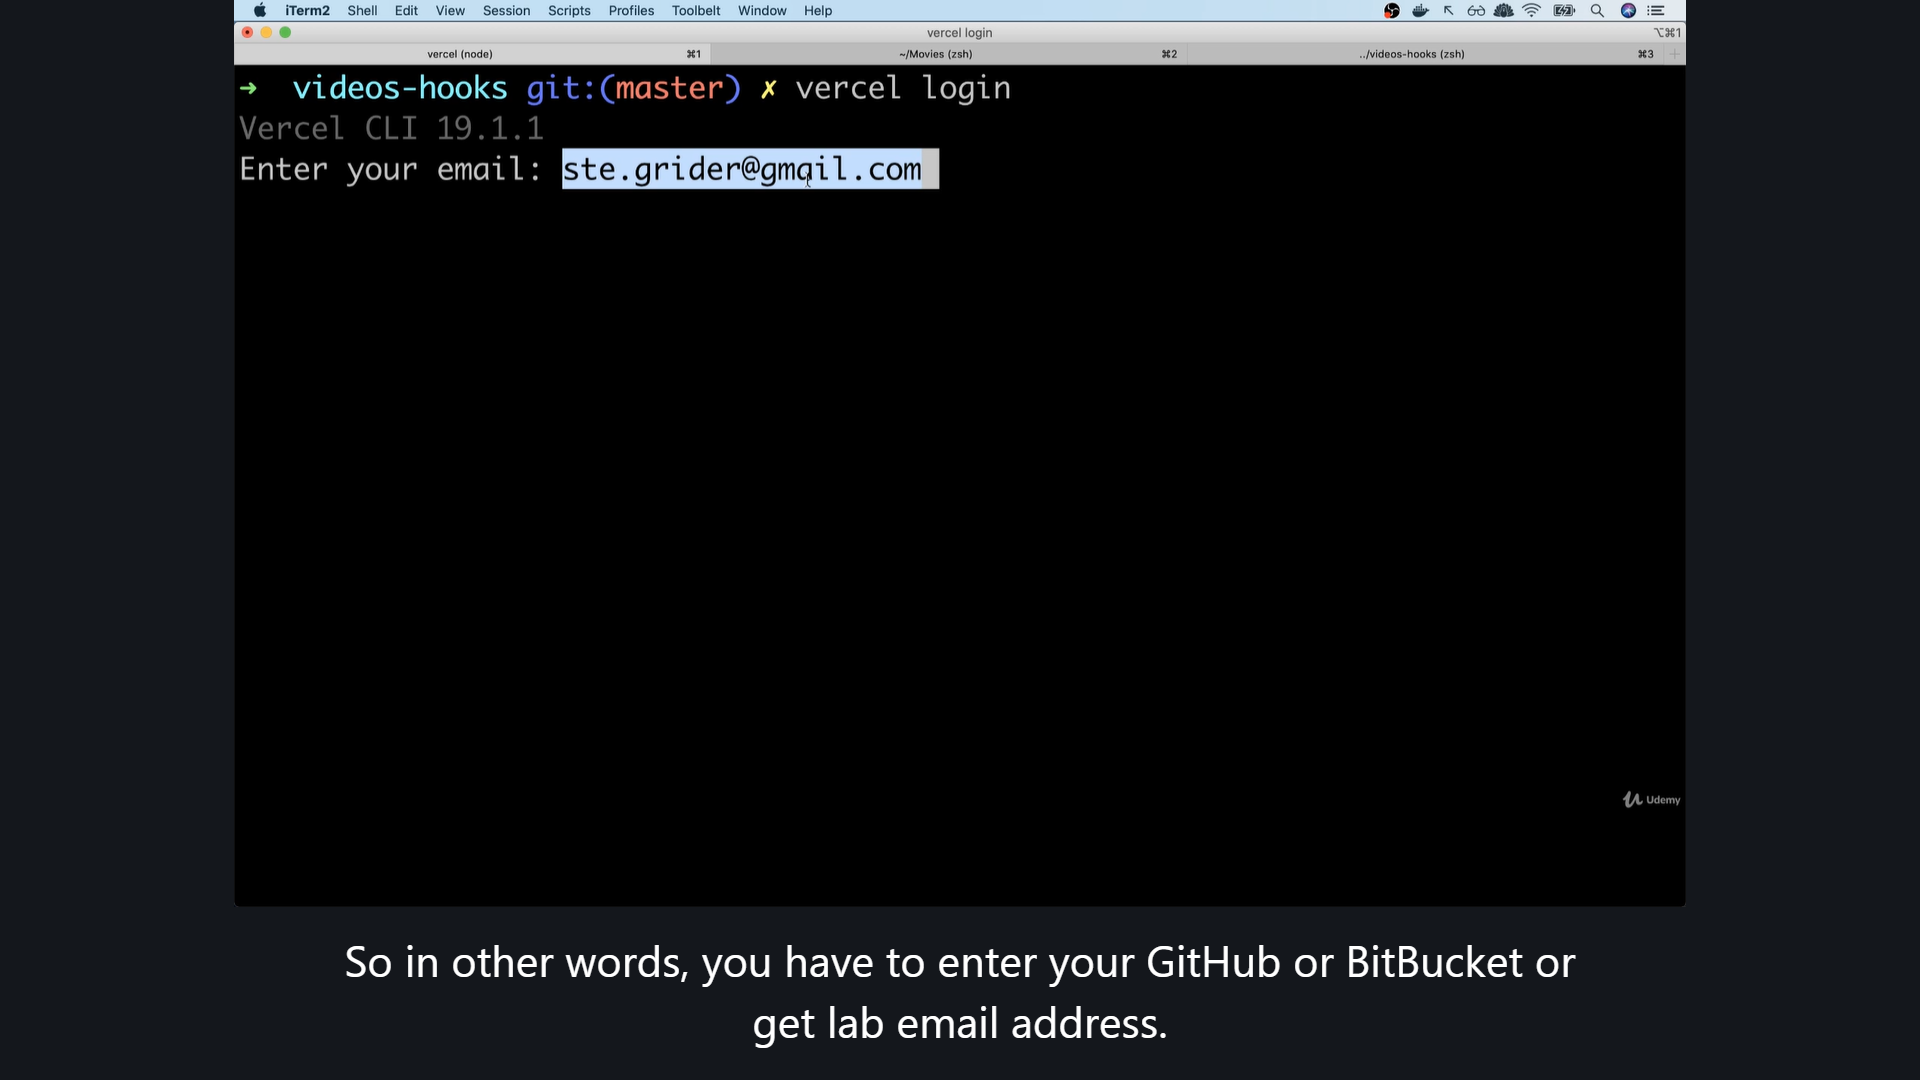 iTerm2 Shell Edit View Session Scripts Profiles Toolbelt Window Help
vercel login ⌥⌘1
vercel (node) ⌘1 ~/Movies (zsh) ⌘2 ../videos-hooks (zsh) ⌘3 +
➜ videos-hooks git:(master) ✗ vercel login
Vercel CLI 19.1.1
Enter your email: ste.grider@gmail.com
Udemy
So in other words, you have to enter your GitHub or BitBucket or
get lab email address.